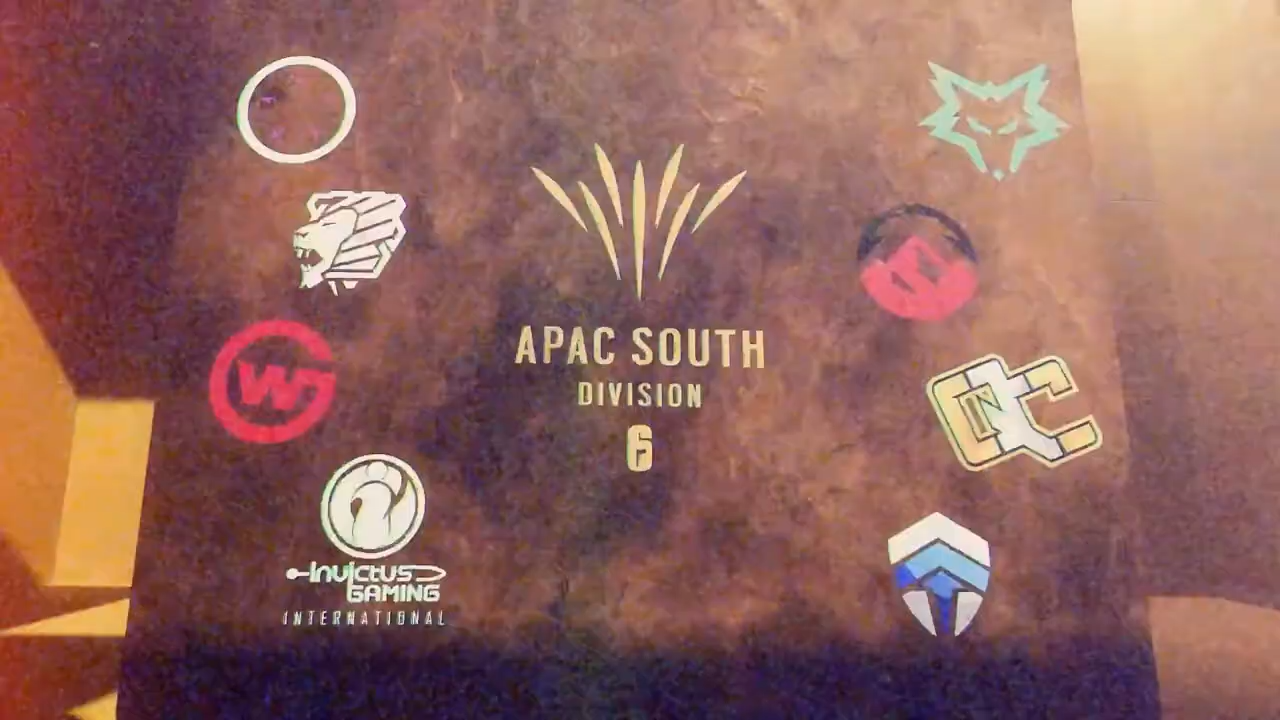 APAC SOUTH
DIVISION
6
W
Invictus
GAMING
INTERNATIONAL